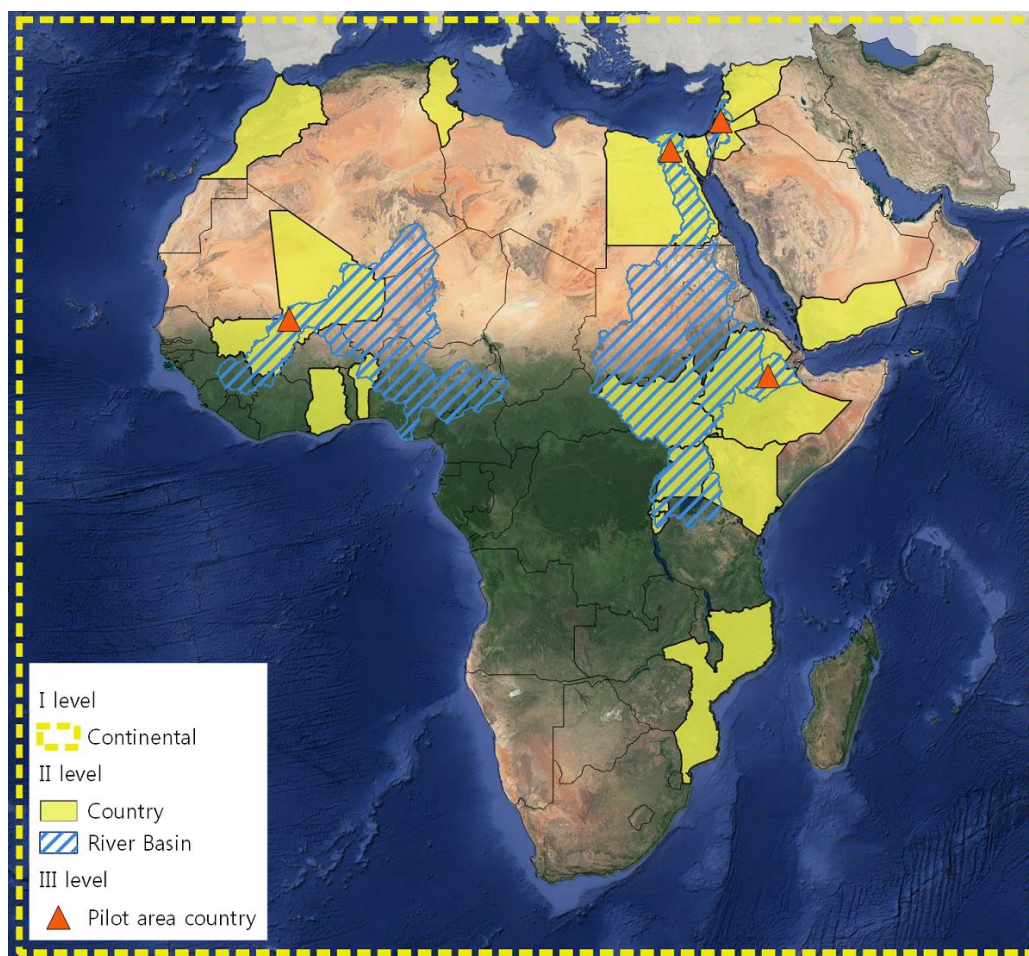 I level
Continental
II level
Country
River Basin
III level
Pilot area country